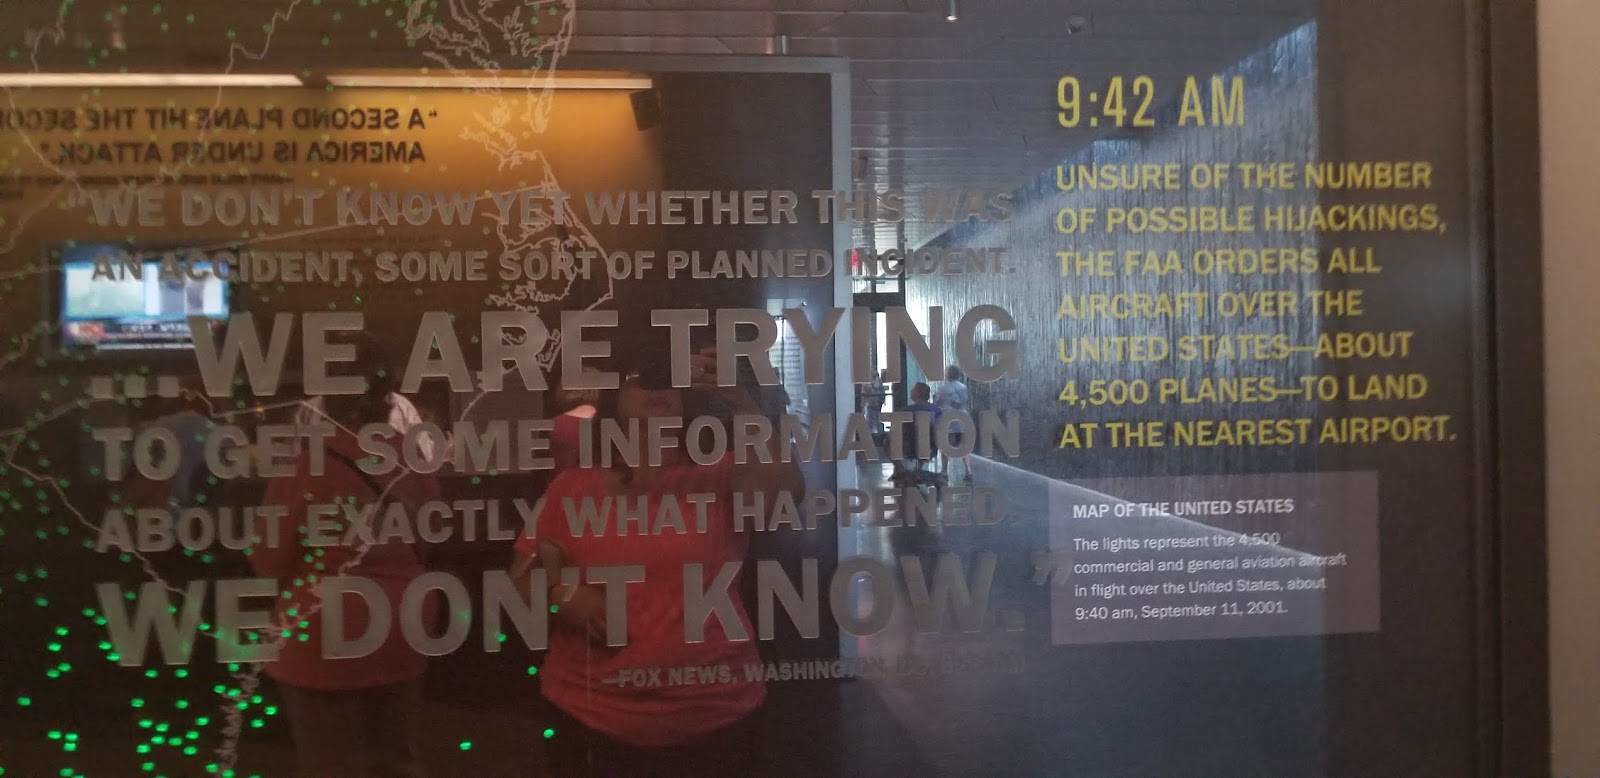 "A SECOND PLANE HIT THE SECO
AMERICA IS UNDER ATTACK."
"WE DON'T KNOW YET WHETHER THIS WAS
AN ACCIDENT, SOME SORT OF PLANNED INCIDENT.
...WE ARE TRYING
TO GET SOME INFORMATION
ABOUT EXACTLY WHAT HAPPENED.
WE DON'T KNOW."
—FOX NEWS, WASHINGTON,
9:42 AM
UNSURE OF THE NUMBER
OF POSSIBLE HIJACKINGS,
THE FAA ORDERS ALL
AIRCRAFT OVER THE
UNITED STATES—ABOUT
4,500 PLANES—TO LAND
AT THE NEAREST AIRPORT.
MAP OF THE UNITED STATES
The lights represent the 4,500
commercial and general aviation aircraft
in flight over the United States, about
9:40 am, September 11, 2001.